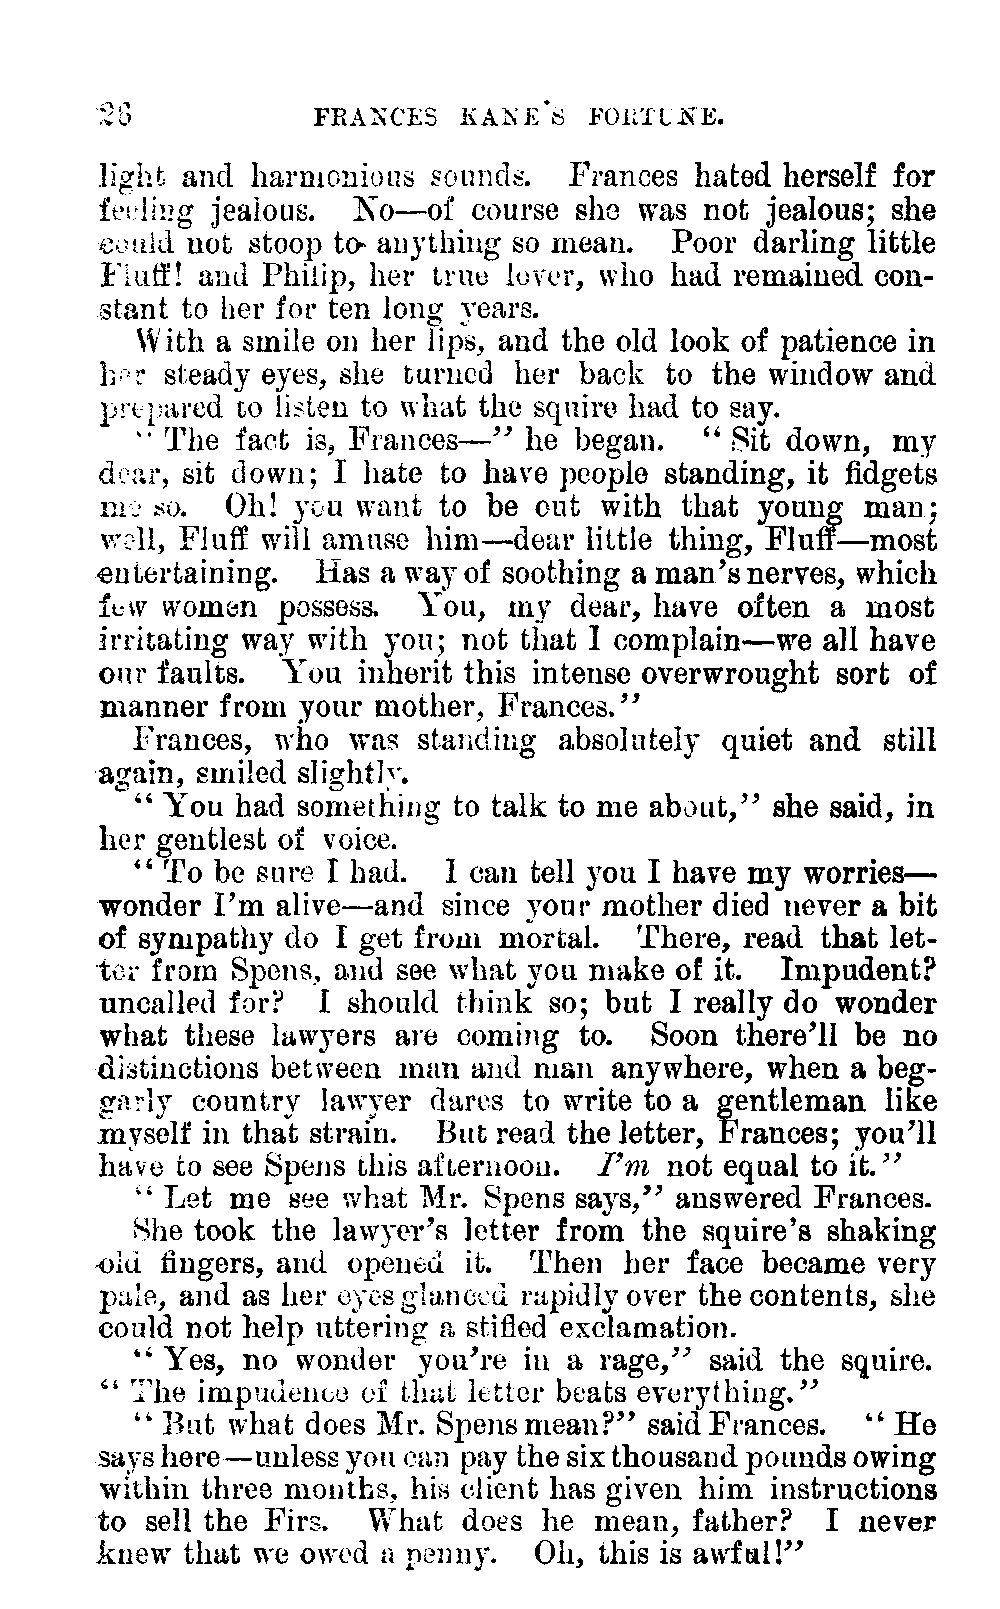 26 FRANCES KANE'S FORTUNE.
light and harmonious sounds. Frances hated herself for
feeling jealous. No—of course she was not jealous; she
could not stoop to anything so mean. Poor darling little
Fluff! and Philip, her true lover, who had remained con-
stant to her for ten long years.
With a smile on her lips, and the old look of patience in
her steady eyes, she turned her back to the window and
prepared to listen to what the squire had to say.
"The fact is, Frances—" he began. "Sit down, my
dear, sit down; I hate to have people standing, it fidgets
me so. Oh! you want to be out with that young man;
well, Fluff will amuse him—dear little thing, Fluff—most
entertaining. Has a way of soothing a man's nerves, which
few women possess. You, my dear, have often a most
irritating way with you; not that I complain—we all have
our faults. You inherit this intense overwrought sort of
manner from your mother, Frances."
Frances, who was standing absolutely quiet and still
again, smiled slightly.
"You had something to talk to me about," she said, in
her gentlest of voice.
"To be sure I had. I can tell you I have my worries—
wonder I'm alive—and since your mother died never a bit
of sympathy do I get from mortal. There, read that let-
ter from Spens, and see what you make of it. Impudent?
uncalled for? I should think so; but I really do wonder
what these lawyers are coming to. Soon there'll be no
distinctions between man and man anywhere, when a beg-
garly country lawyer dares to write to a gentleman like
myself in that strain. But read the letter, Frances; you'll
have to see Spens this afternoon. I'm not equal to it."
"Let me see what Mr. Spens says," answered Frances.
She took the lawyer's letter from the squire's shaking
old fingers, and opened it. Then her face became very
pale, and as her eyes glanced rapidly over the contents, she
could not help uttering a stifled exclamation.
"Yes, no wonder you're in a rage," said the squire.
"The impudence of that letter beats everything."
"But what does Mr. Spens mean?" said Frances. "He
says here—unless you can pay the six thousand pounds owing
within three months, his client has given him instructions
to sell the Firs. What does he mean, father? I never
knew that we owed a penny. Oh, this is awful!"